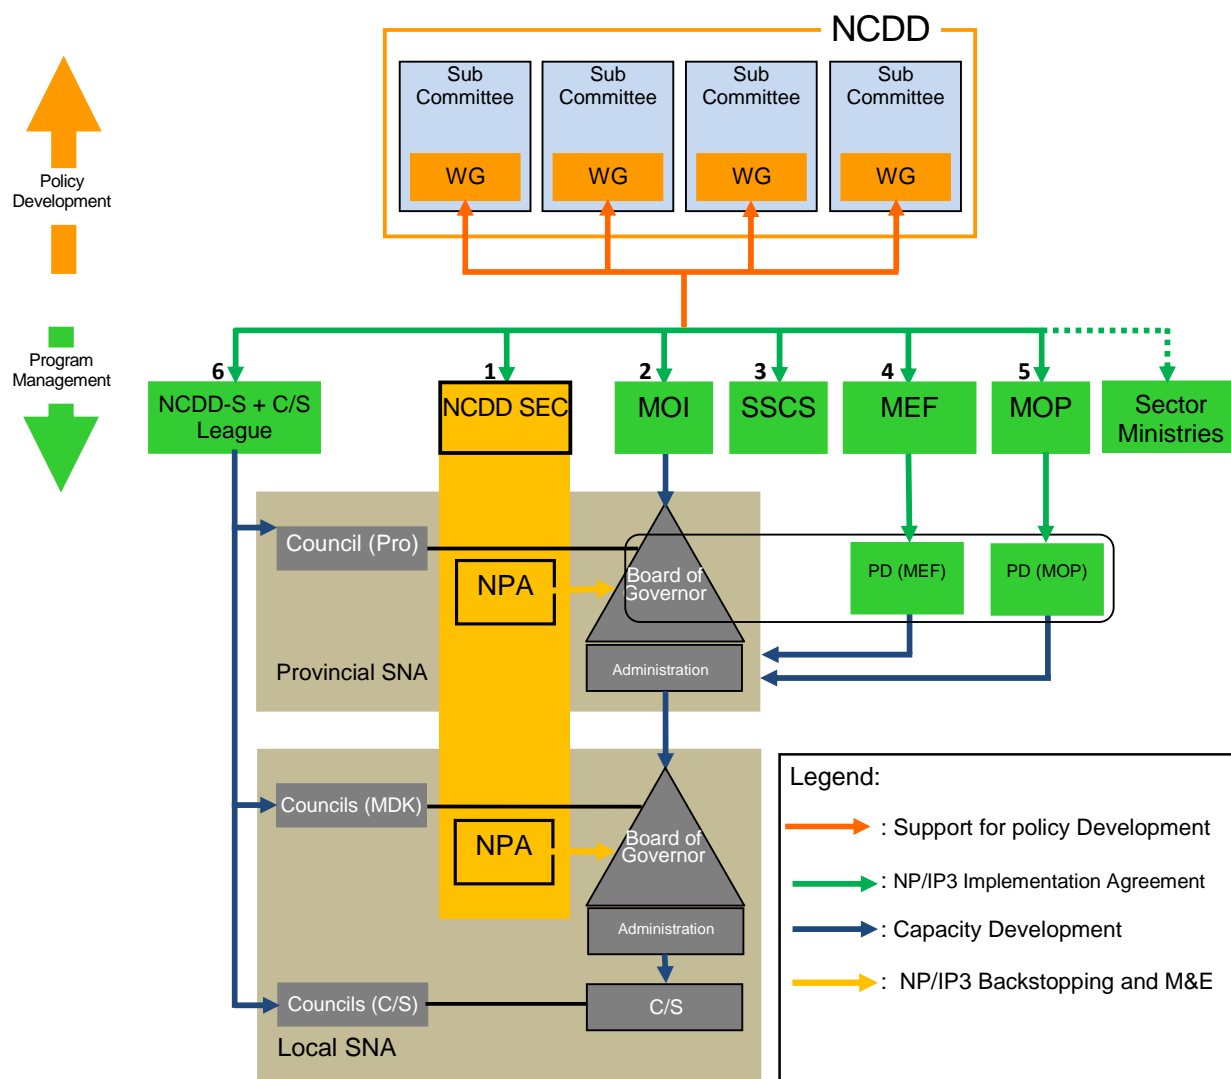 NCDD
Sub
Committee
WG
Sub
Committee
WG
Sub
Committee
WG
Sub
Committee
WG
Policy
Development
Program
Management
6
NCDD-S + C/S
League
1
NCDD SEC
2
MOI
3
SSCS
4
MEF
5
MOP
Sector
Ministries
Council (Pro)
NPA
Board of
Governor
PD (MEF)
PD (MOP)
Administration
Provincial SNA
Councils (MDK)
NPA
Board of
Governor
Administration
Councils (C/S)
C/S
Local SNA
Legend:
: Support for policy Development
: NP/IP3 Implementation Agreement
: Capacity Development
: NP/IP3 Backstopping and M&E